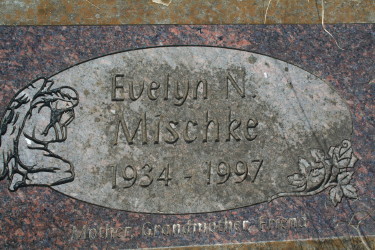 Evelyn N.
Mischke
1934 - 1997
Mother Grandmother Friend